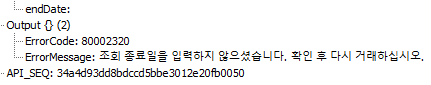 endDate:
Output {} (2)
ErrorCode: 80002320
ErrorMessage: 조회 종료일을 입력하지 않으셨습니다. 확인 후 다시 거래하십시오.
API_SEQ: 34a4d93dd8bdccd5bbe3012e20fb0050